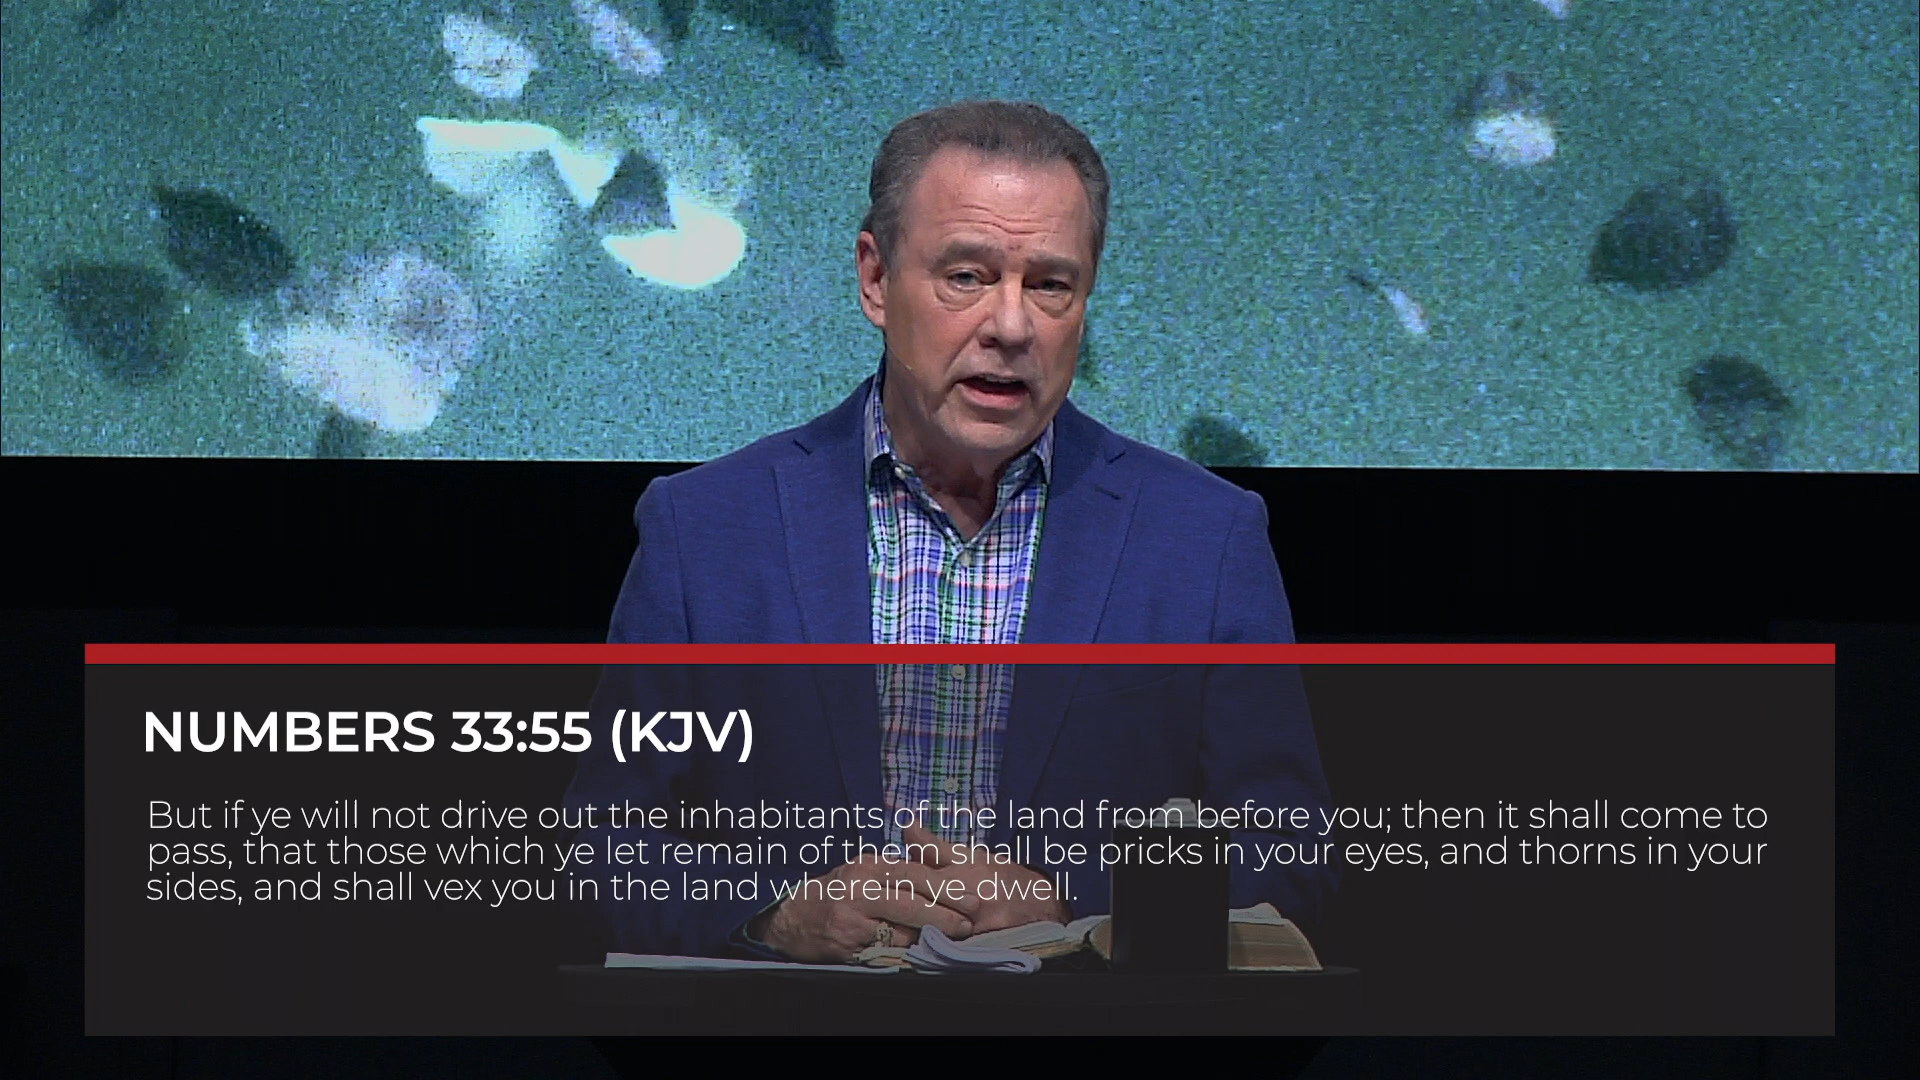 NUMBERS 33:55 (KJV)
But if ye will not drive out the inhabitants of the land from before you; then it shall come to
pass, that those which ye let remain of them shall be pricks in your eyes, and thorns in your
sides, and shall vex you in the land wherein ye dwell.